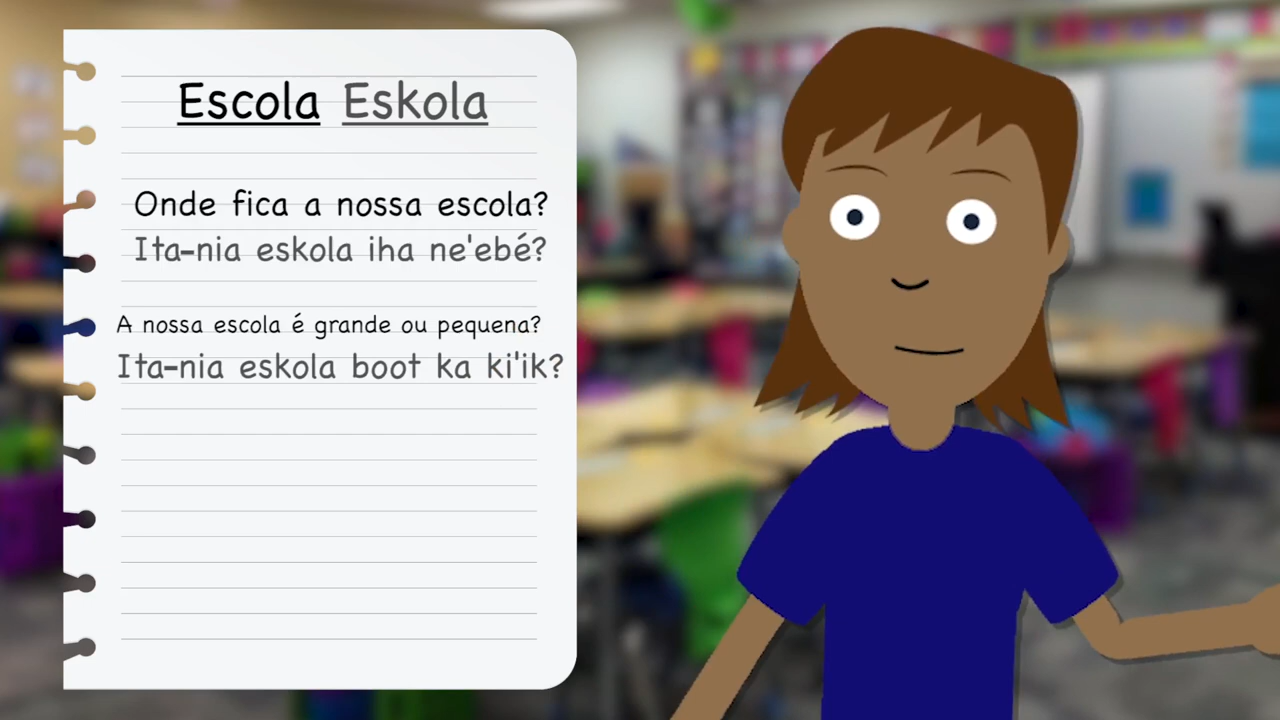 Escola Eskola
Onde fica a nossa escola?
Ita-nia eskola iha ne'ebé?
A nossa escola é grande ou pequena?
Ita-nia eskola boot ka ki'ik?